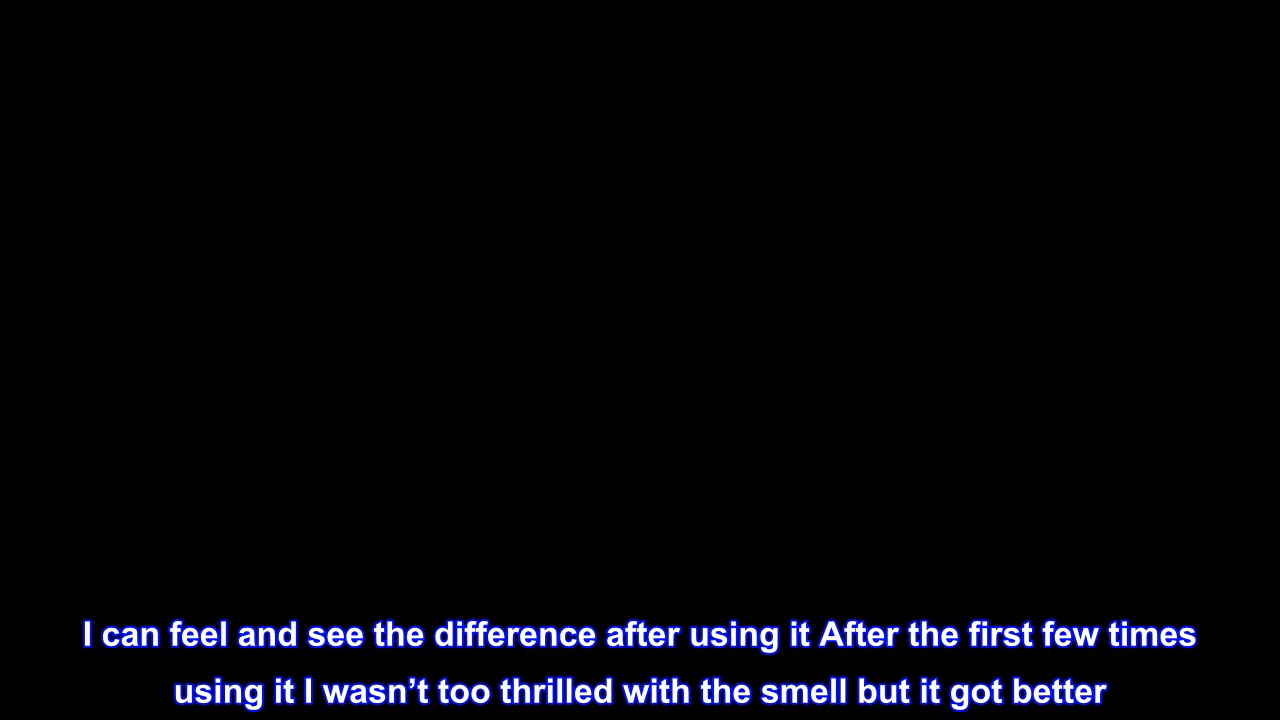 I can feel and see the difference after using it After the first few times
using it I wasn’t too thrilled with the smell but it got better